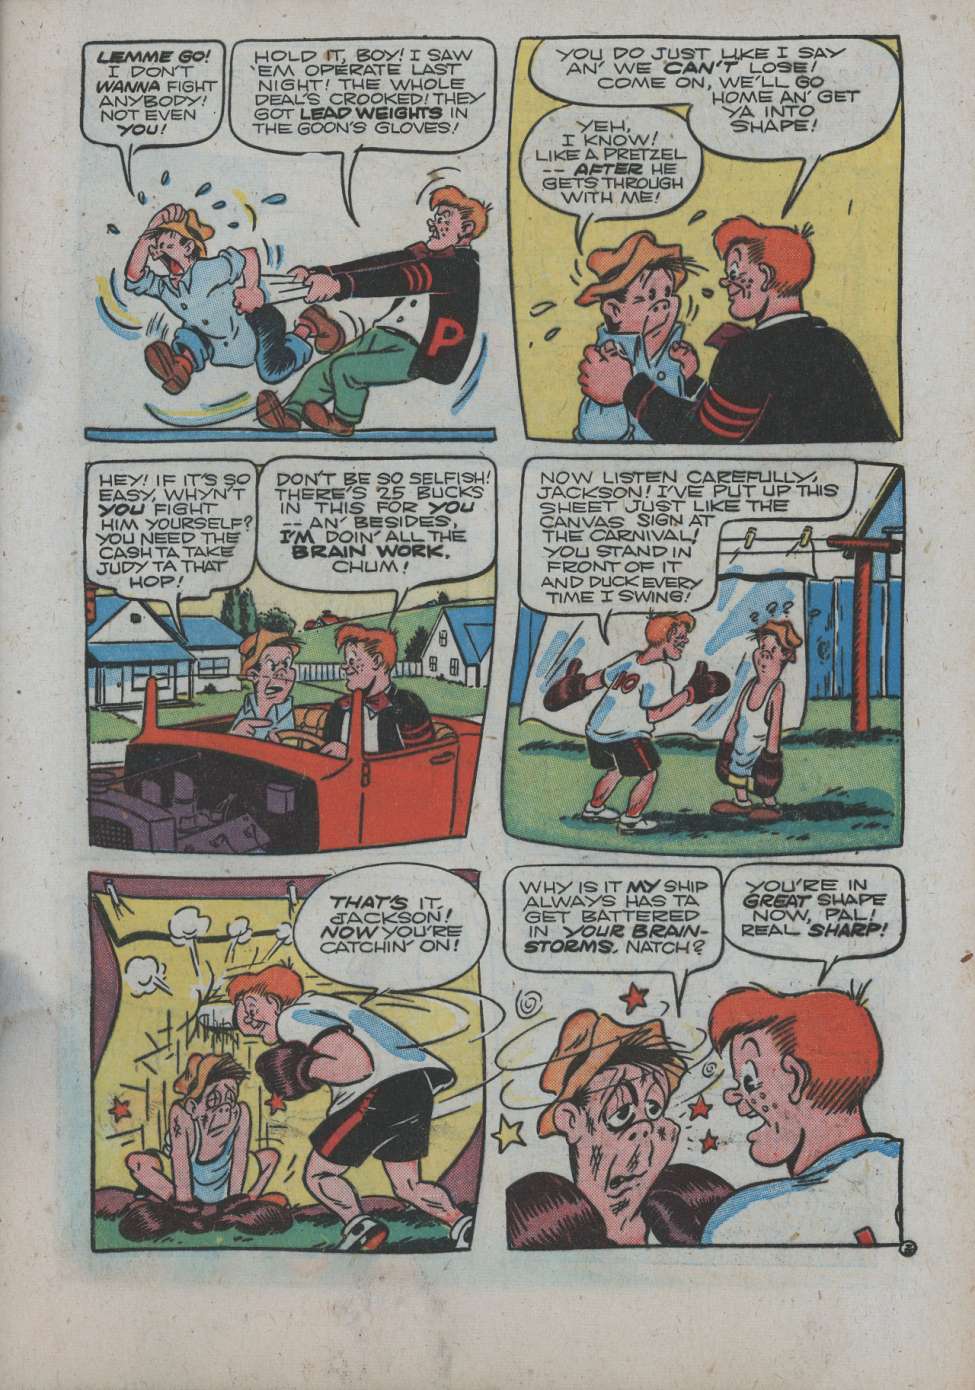 LEMME GO!
I DON'T
WANNA FIGHT
ANYBODY!
NOT EVEN
YOU!
HOLD IT, BOY! I SAW
'EM OPERATE LAST
NIGHT! THE WHOLE
DEAL'S CROOKED! THEY
GOT LEAD WEIGHTS IN
THE GOON'S GLOVES!
P
YOU DO JUST LIKE I SAY
AN' WE CAN'T LOSE!
COME ON, WE'LL GO
HOME AN' GET
YA INTO
SHAPE!
YEH,
I KNOW!
LIKE A PRETZEL
-- AFTER HE
GETS THROUGH
WITH ME!
HEY! IF IT'S SO
EASY, WHYN'T
YOU FIGHT
HIM YOURSELF?
YOU NEED THE
CASH TA TAKE
JUDY TA THAT
HOP!
DON'T BE SO SELFISH!
THERE'S '25 BUCKS
IN THIS FOR YOU
-- AN' BESIDES,
I'M DOIN' ALL THE
BRAIN WORK,
CHUM!
NOW LISTEN CAREFULLY,
JACKSON! I'VE PUT UP THIS
SHEET JUST LIKE THE
CANVAS SIGN AT
THE CARNIVAL!
YOU STAND IN
FRONT OF IT
AND DUCK EVERY
TIME I SWING!
???
10
THAT'S IT,
JACKSON!
NOW YOU'RE
CATCHIN' ON!
WHY IS IT MY SHIP
ALWAYS HAS TA
GET BATTERED
IN YOUR BRAIN-
STORMS, NATCH?
YOU'RE IN
GREAT SHAPE
NOW, PAL!
REAL SHARP!
2